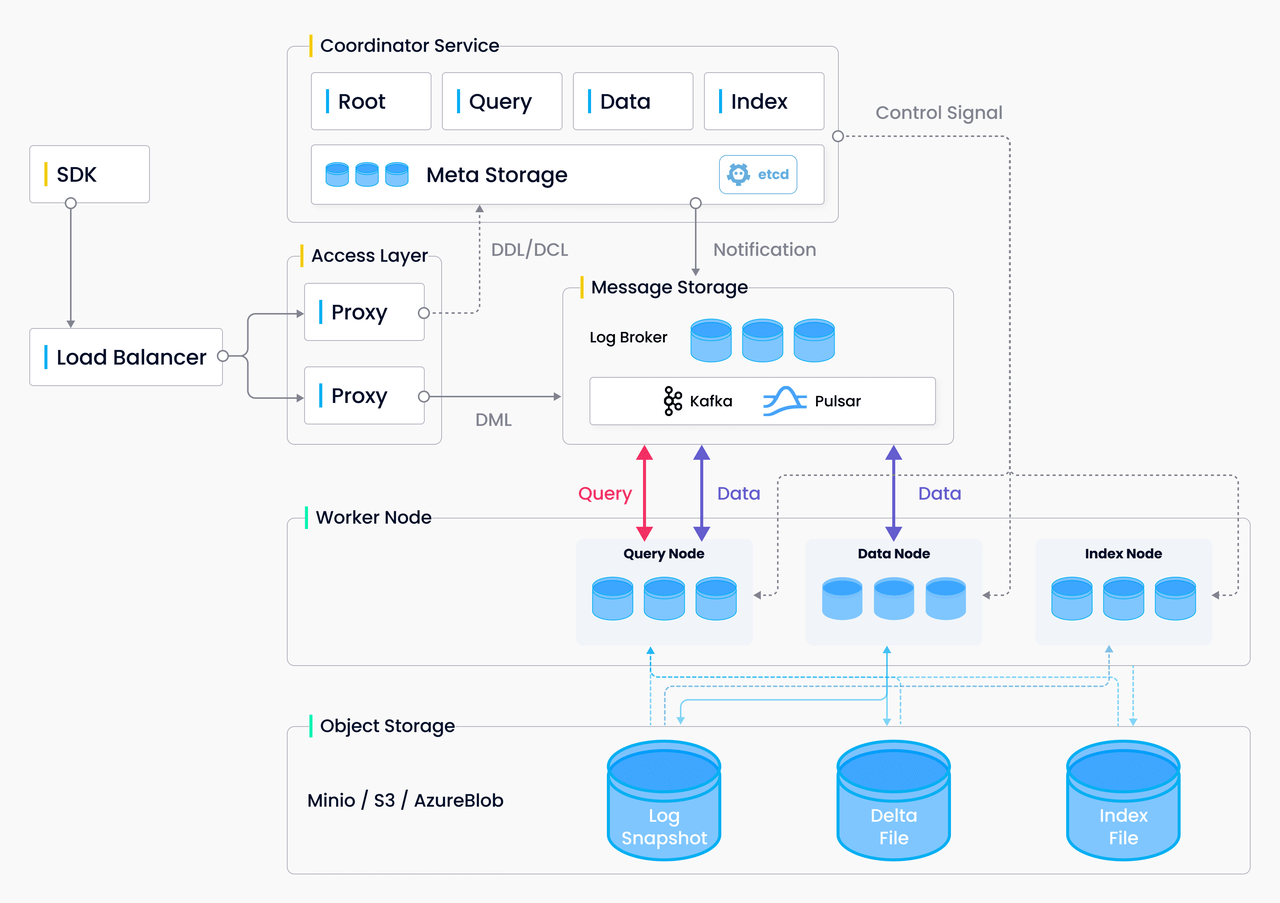 Coordinator Service
Root
Query
Data
Index
Control Signal
SDK
Meta Storage
etcd
Access Layer
DDL/DCL
Notification
Message Storage
Proxy
Log Broker
Load Balancer
Proxy
DML
Kafka
Pulsar
Query
Data
Data
Worker Node
Query Node
Data Node
Index Node
Object Storage
Minio / S3 / AzureBlob
Log
Snapshot
Delta
File
Index
File